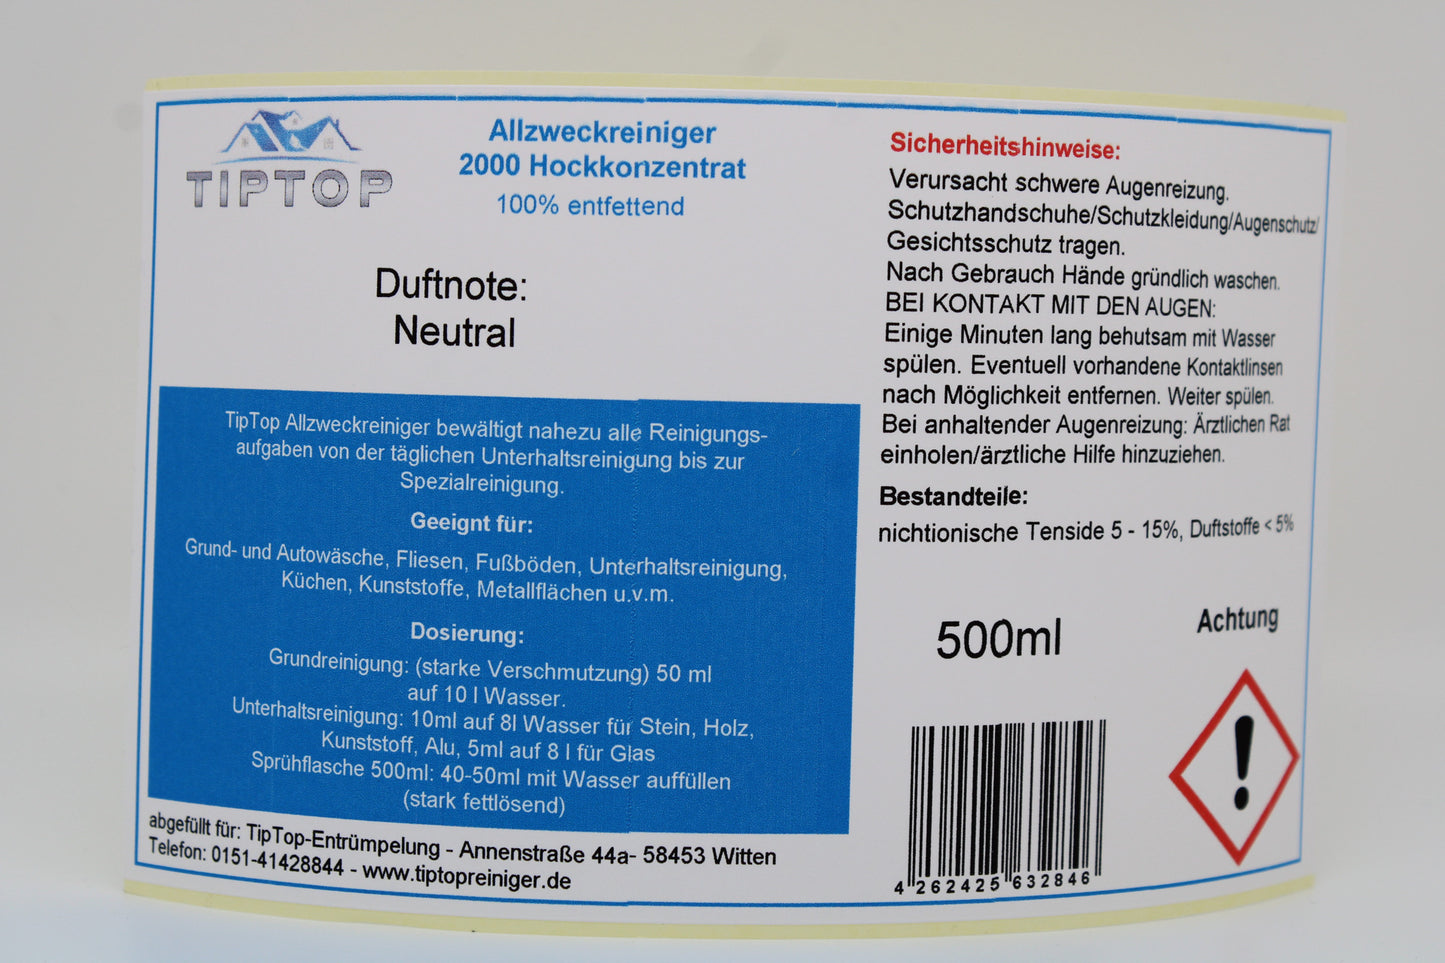 TIPTOP
Allzweckreiniger
2000 Hockkonzentrat
100% entfettend
Duftnote:
Neutral
TipTop Allzweckreiniger bewältigt nahezu alle Reinigungs-
aufgaben von der täglichen Unterhaltsreinigung bis zur
Spezialreinigung.
Geeignt für:
Grund- und Autowäsche, Fliesen, Fußböden, Unterhaltsreinigung,
Küchen, Kunststoffe, Metallflächen u.v.m.
Dosierung:
Grundreinigung: (starke Verschmutzung) 50 ml
auf 10 l Wasser.
Unterhaltsreinigung: 10ml auf 8l Wasser für Stein, Holz,
Kunststoff, Alu, 5ml auf 8 l für Glas
Sprühflasche 500ml: 40-50ml mit Wasser auffüllen
(stark fettlösend)
abgefüllt für: TipTop-Entrümpelung - Annenstraße 44a- 58453 Witten
Telefon: 0151-41428844 - www.tiptopreiniger.de
Sicherheitshinweise:
Verursacht schwere Augenreizung.
Schutzhandschuhe/Schutzkleidung/Augenschutz/
Gesichtsschutz tragen.
Nach Gebrauch Hände gründlich waschen.
BEI KONTAKT MIT DEN AUGEN:
Einige Minuten lang behutsam mit Wasser
spülen. Eventuell vorhandene Kontaktlinsen
nach Möglichkeit entfernen. Weiter spülen.
Bei anhaltender Augenreizung: Ärztlichen Rat
einholen/ärztliche Hilfe hinzuziehen.
Bestandteile:
nichtionische Tenside 5 - 15%, Duftstoffe < 5%
500ml
Achtung
4 262425 632846